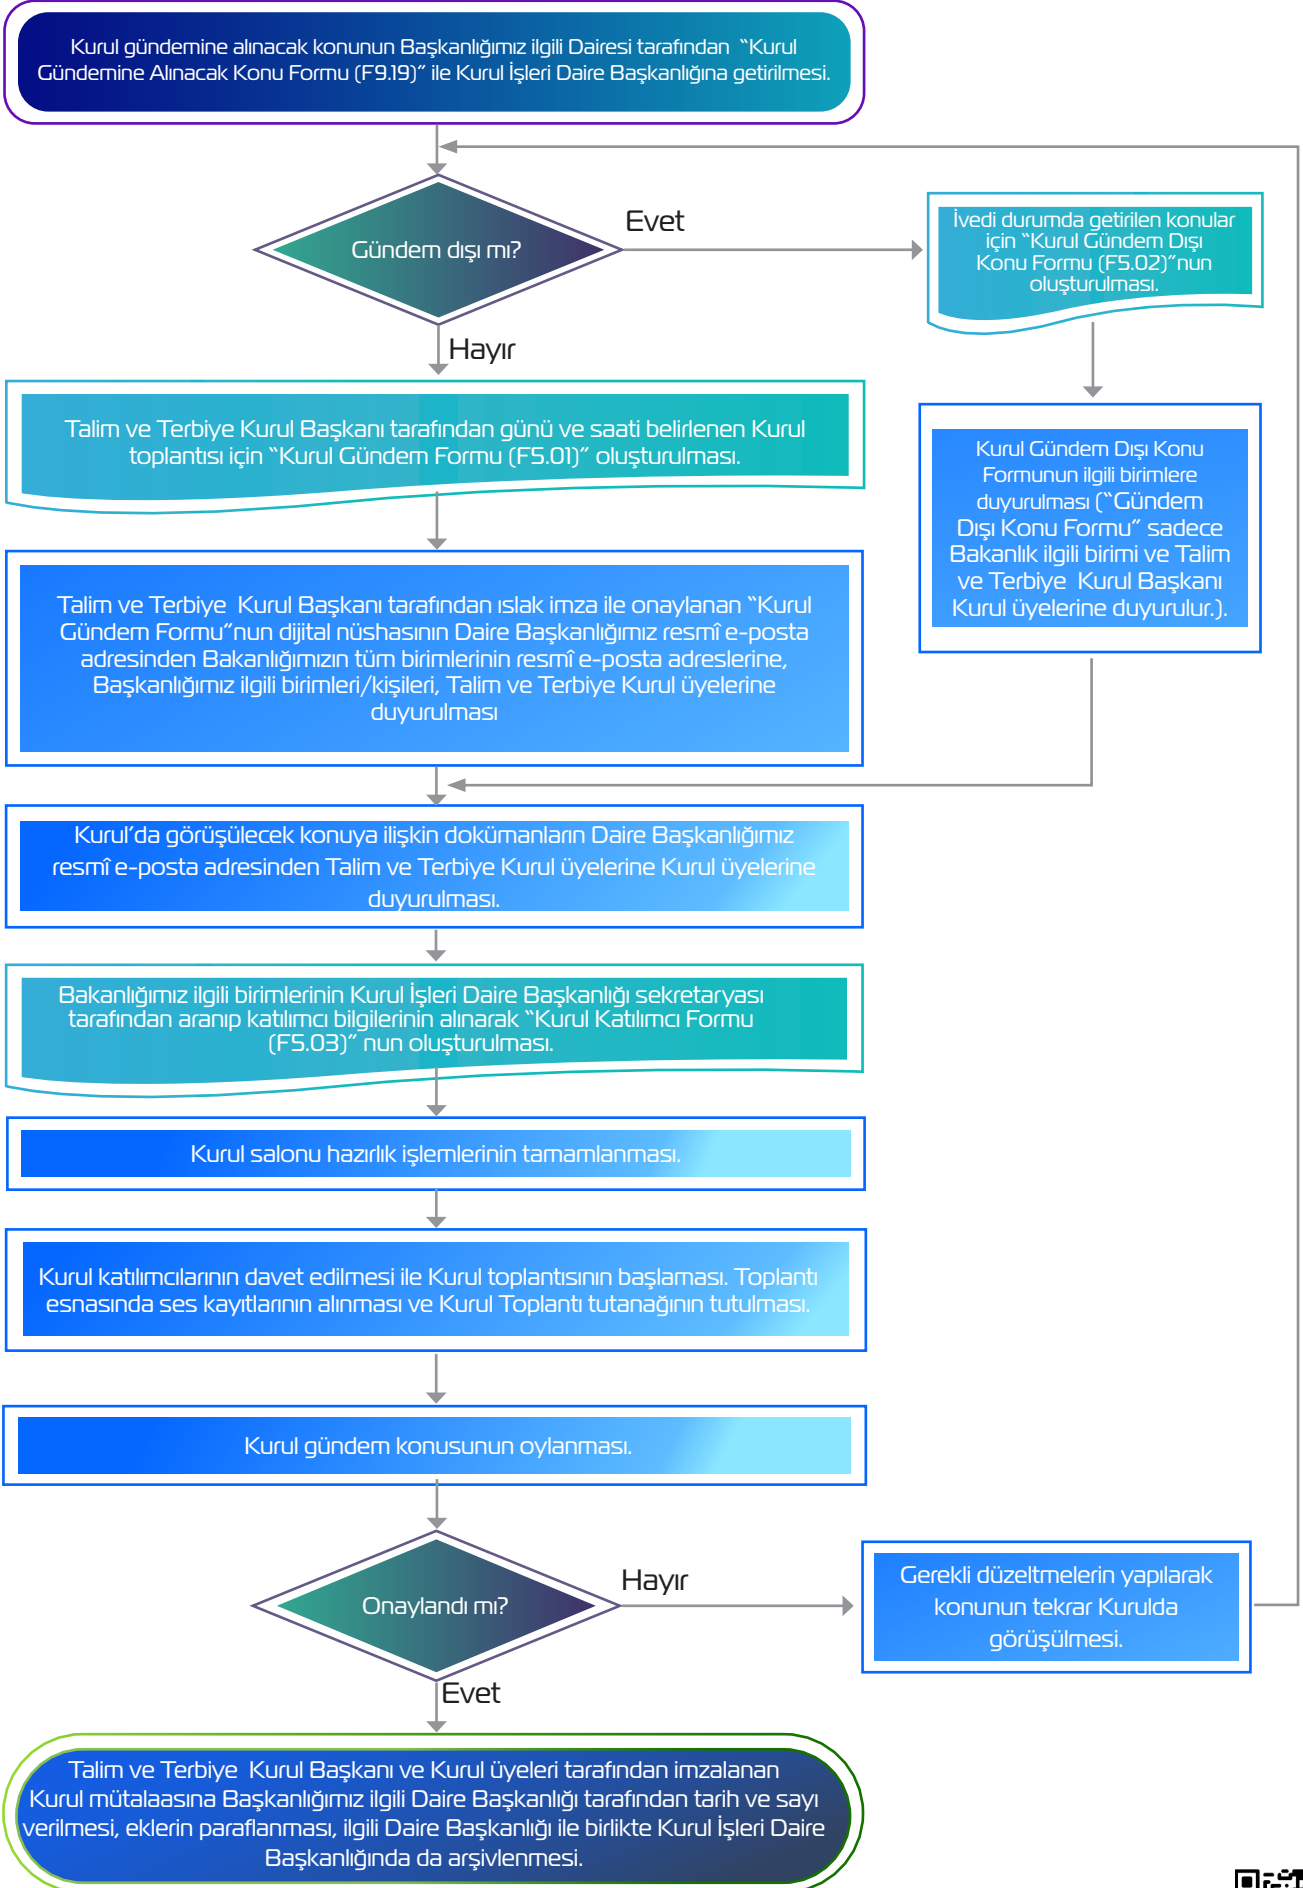 Kurul gündemine alınacak konunun Başkanlığımız ilgili Dairesi tarafından “Kurul
Gündemine Alınacak Konu Formu (F9.19)” ile Kurul İşleri Daire Başkanlığına getirilmesi.
Gündem dışı mı?
Evet
İvedi durumda getirilen konular
için “Kurul Gündem Dışı
Konu Formu (F5.02)”nun
oluşturulması.
Hayır
Talim ve Terbiye Kurul Başkanı tarafından günü ve saati belirlenen Kurul
toplantısı için “Kurul Gündem Formu (F5.01)” oluşturulması.
Kurul Gündem Dışı Konu
Formunun ilgili birimlere
duyurulması (“Gündem
Dışı Konu Formu” sadece
Bakanlık ilgili birimi ve Talim
ve Terbiye Kurul Başkanı
Kurul üyelerine duyurulur.).
Talim ve Terbiye Kurul Başkanı tarafından ıslak imza ile onaylanan “Kurul
Gündem Formu”nun dijital nüshasının Daire Başkanlığımız resmî e-posta
adresinden Bakanlığımızın tüm birimlerinin resmî e-posta adreslerine,
Başkanlığımız ilgili birimleri/kişileri, Talim ve Terbiye Kurul üyelerine
duyurulması
Kurul’da görüşülecek konuya ilişkin dokümanların Daire Başkanlığımız
resmî e-posta adresinden Talim ve Terbiye Kurul üyelerine Kurul üyelerine
duyurulması.
Bakanlığımız ilgili birimlerinin Kurul İşleri Daire Başkanlığı sekretaryası
tarafından aranıp katılımcı bilgilerinin alınarak “Kurul Katılımcı Formu
(F5.03)” nun oluşturulması.
Kurul salonu hazırlık işlemlerinin tamamlanması.
Kurul katılımcılarının davet edilmesi ile Kurul toplantısının başlaması. Toplantı
esnasında ses kayıtlarının alınması ve Kurul Toplantı tutanağının tutulması.
Kurul gündem konusunun oylanması.
Onaylandı mı?
Hayır
Gerekli düzeltmelerin yapılarak
konunun tekrar Kurulda
görüşülmesi.
Evet
Talim ve Terbiye Kurul Başkanı ve Kurul üyeleri tarafından imzalanan
Kurul mütalaasına Başkanlığımız ilgili Daire Başkanlığı tarafından tarih ve sayı
verilmesi, eklerin paraflanması, ilgili Daire Başkanlığı ile birlikte Kurul İşleri Daire
Başkanlığında da arşivlenmesi.